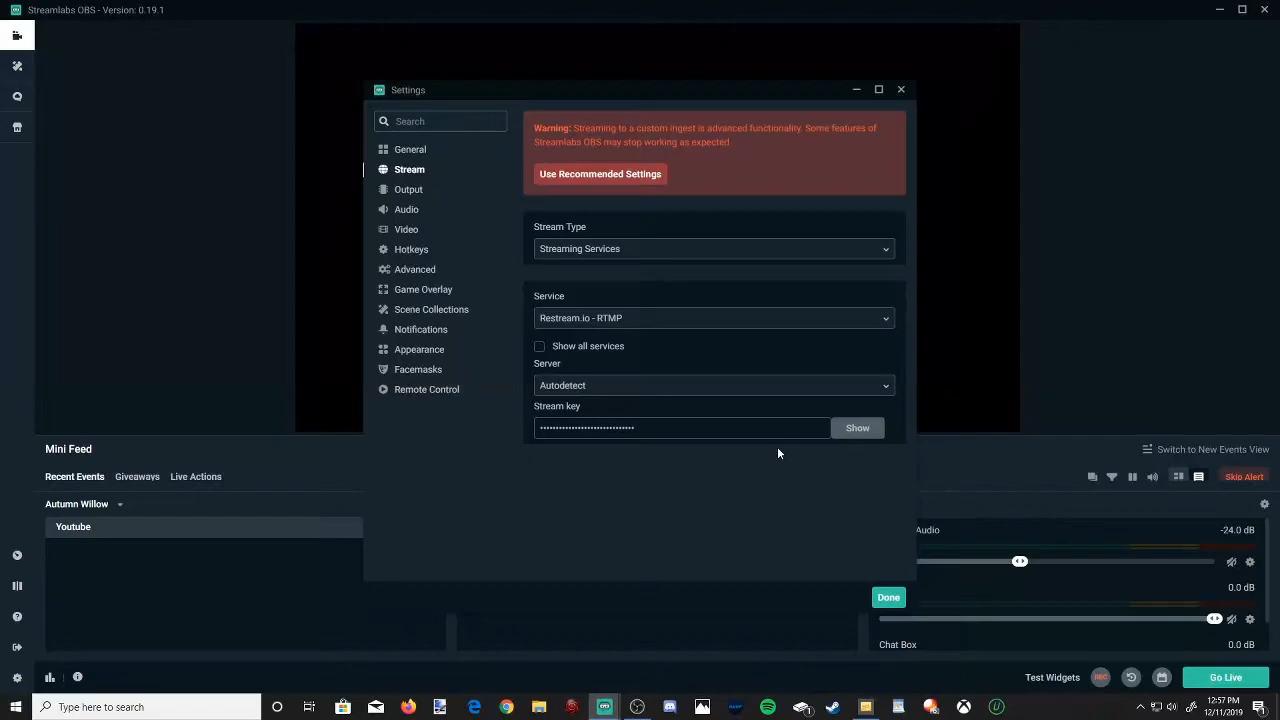 Streamlabs OBS - Version: 0.19.1
Settings
Search
General
Stream
Output
Audio
Video
Hotkeys
Advanced
Game Overlay
Scene Collections
Notifications
Appearance
Facemasks
Remote Control
Warning: Streaming to a custom ingest is advanced functionality. Some features of
Streamlabs OBS may stop working as expected
Use Recommended Settings
Stream Type
Streaming Services
Service
Restream.io - RTMP
Show all services
Server
Autodetect
Stream key
Show
Done
Mini Feed
Switch to New Events View
Recent Events Giveaways Live Actions
Skip Alert
Autumn Willow
Youtube
Audio -24.0 dB
0.0 dB
Chat Box 0.0 dB
Test Widgets REC Go Live
Type here to search
12:57 PM
12/11/2019